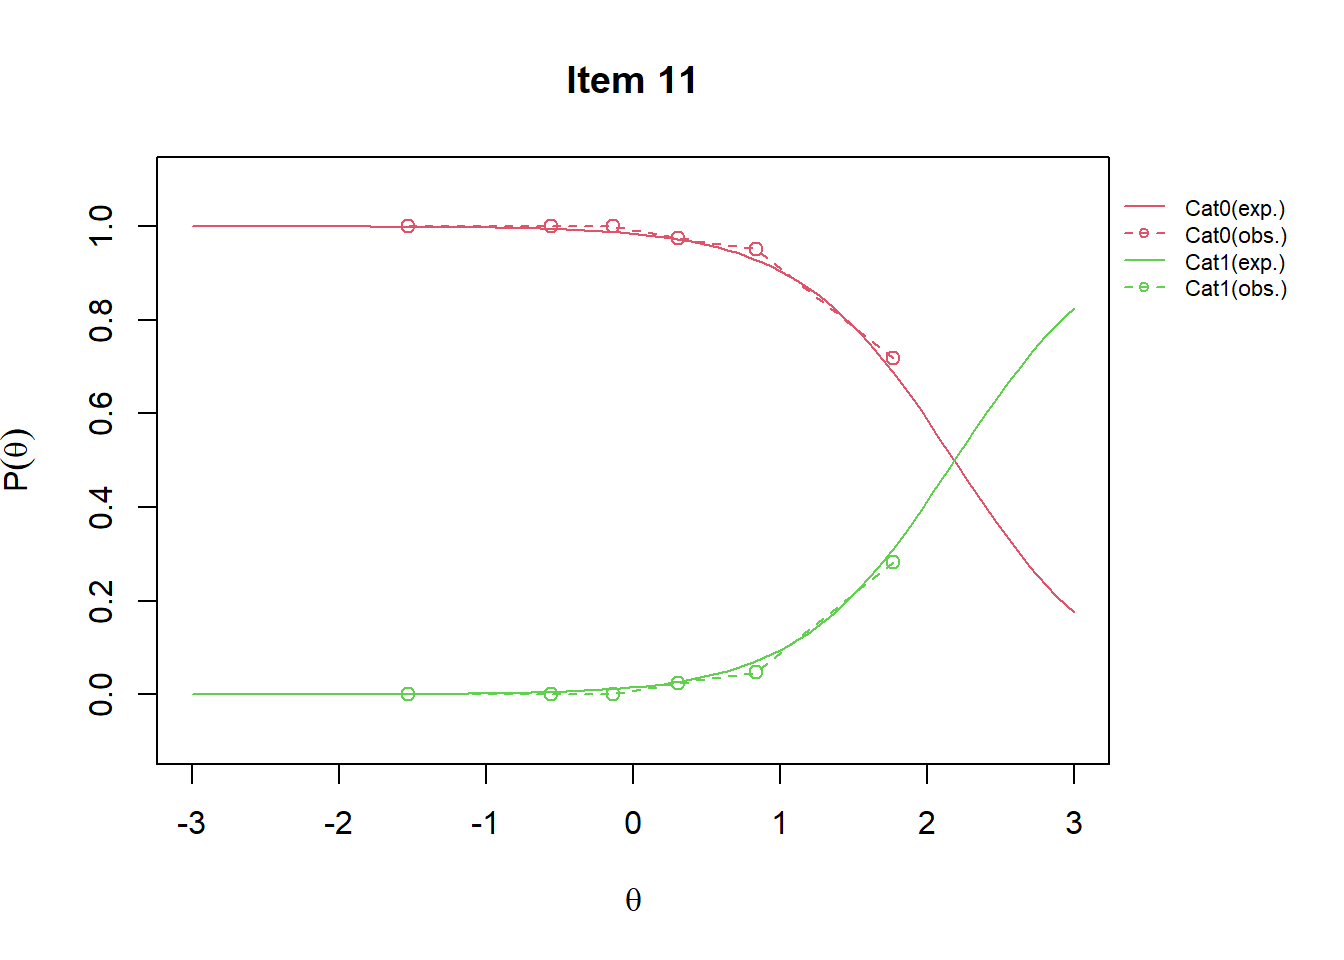 Item 11
P(θ)
1.0
0.8
0.6
0.4
0.2
0.0
-3 -2 -1 0 1 2 3
θ
Cat0(exp.)
Cat0(obs.)
Cat1(exp.)
Cat1(obs.)